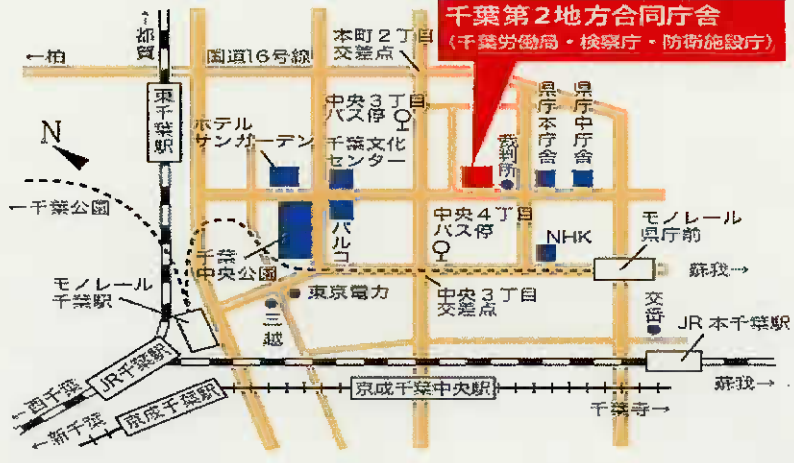 千葉第2地方合同庁舎
(千葉労働局・検察庁・防衛施設庁)
←都賀
本町2丁目
交差点
←柏
国道16号線
東千葉駅
中央3丁目
バス停
県庁本庁舎
県庁中庁舎
N
ホテル
サンガーデン
千葉文化
センター
裁判所
←千葉公園
千葉
中央公園
パルコ
中央4丁目
バス停
NHK
モノレール
県庁前
モノレール
千葉駅
蘇我→
東京電力
中央3丁目
交差点
三越
交番
JR本千葉駅
JR千葉駅
←西千葉
京成千葉中央駅
蘇我→
京成千葉駅
千葉寺→
←新千葉